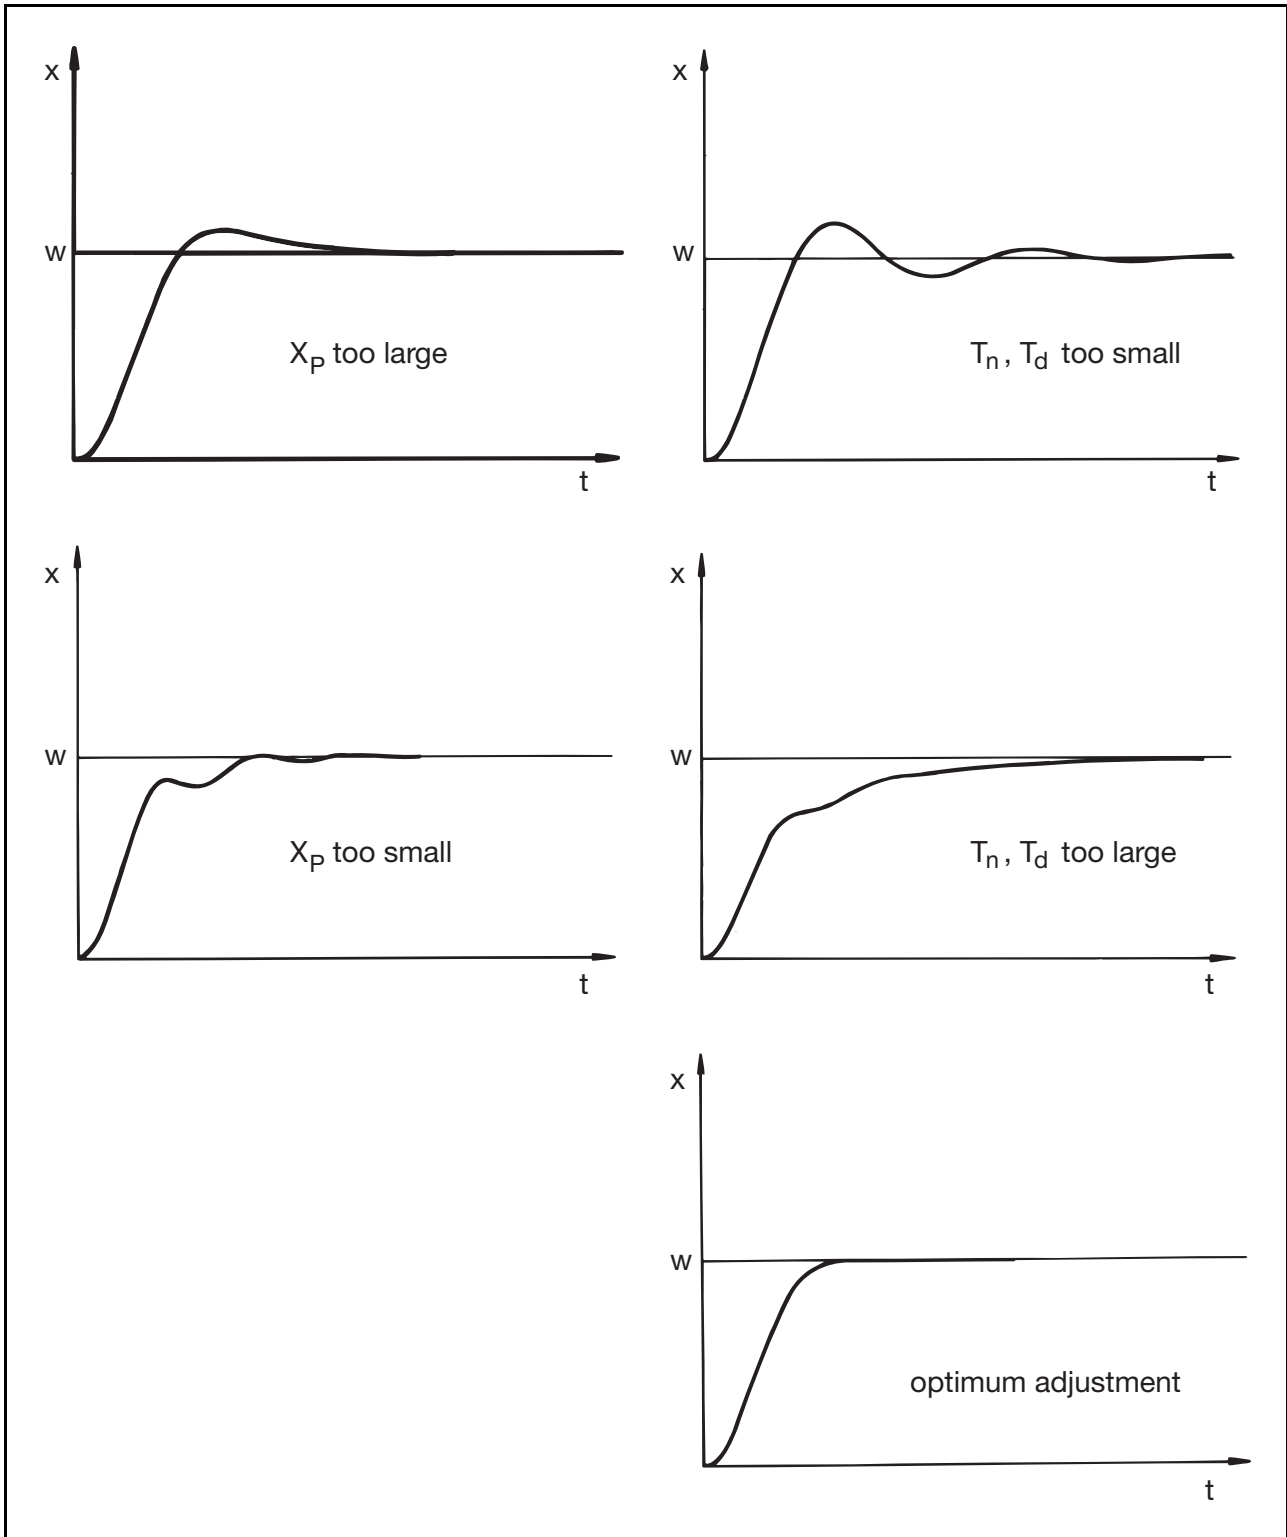 x
w
X_P too large
t
x
w
T_n, T_d too small
t
x
w
X_P too small
t
x
w
T_n, T_d too large
t
x
w
optimum adjustment
t